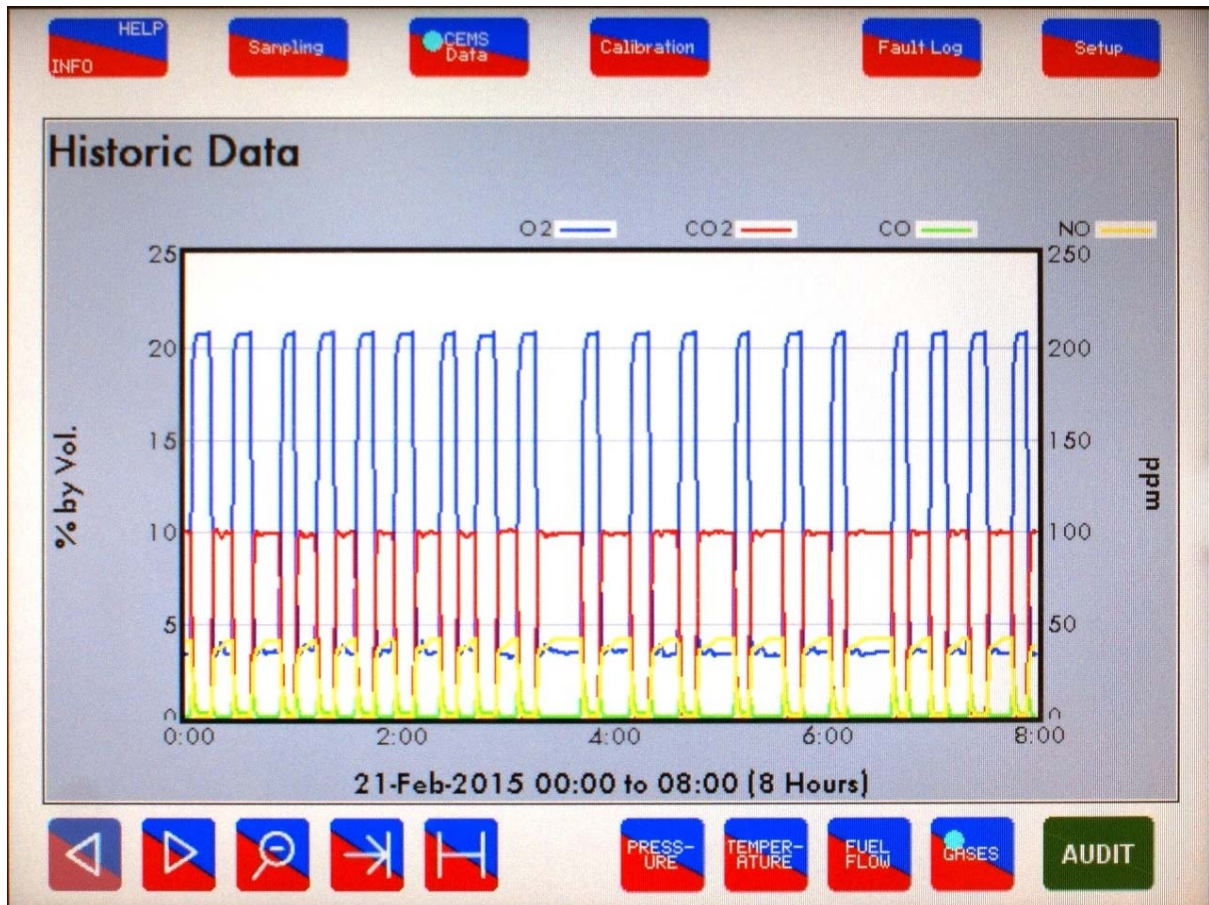 HELP
INFO
Sampling
CEMS
Data
Calibration
Fault Log
Setup
Historic Data
O2
CO2
CO
NO
25
20
15
10
5
0
250
200
150
100
50
0
% by Vol.
ppm
0:00
2:00
4:00
6:00
8:00
21-Feb-2015 00:00 to 08:00 (8 Hours)
PRESS-
URE
TEMPER-
ATURE
FUEL
FLOW
GASES
AUDIT